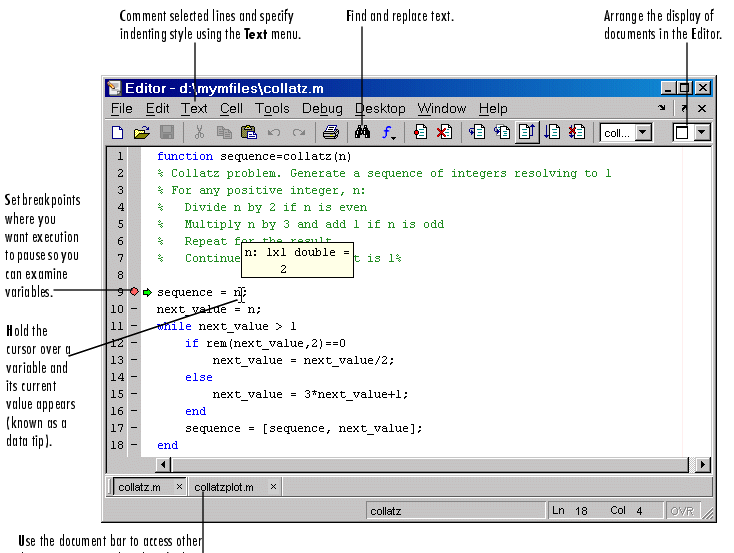 Comment selected lines and specify
indenting style using the Text menu.
Find and replace text.
Arrange the display of
documents in the Editor.
Editor - d:\mymfiles\collatz.m
File Edit Text Cell Tools Debug Desktop Window Help
coll...
1 function sequence=collatz(n)
2 % Collatz problem. Generate a sequence of integers resolving to 1
3 % For any positive integer, n:
4 % Divide n by 2 if n is even
5 % Multiply n by 3 and add 1 if n is odd
6 % Repeat for the result
7 % Continue t is 1%
n: 1x1 double =
2
8
9 sequence = n;
10 - next_value = n;
11 - while next_value > 1
12 - if rem(next_value,2)==0
13 - next_value = next_value/2;
14 - else
15 - next_value = 3*next_value+1;
16 - end
17 - sequence = [sequence, next_value];
18 - end
Set breakpoints
where you
want execution
to pause so you
can examine
variables.
Hold the
cursor over a
variable and
its current
value appears
(known as a
data tip).
collatz.m × collatzplot.m ×
collatz Ln 18 Col 4 OVR
Use the document bar to access other